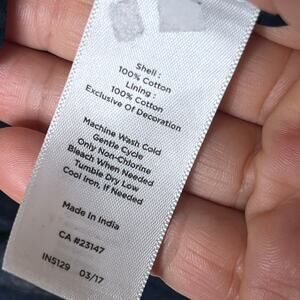 Shell :
100% Cotton
Lining :
100% Cotton
Exclusive Of Decoration
Machine Wash Cold
Gentle Cycle
Only Non-Chlorine
Bleach When Needed
Tumble Dry Low
Cool Iron, If Needed
Made In India
CA #23147
IN5129 03/17